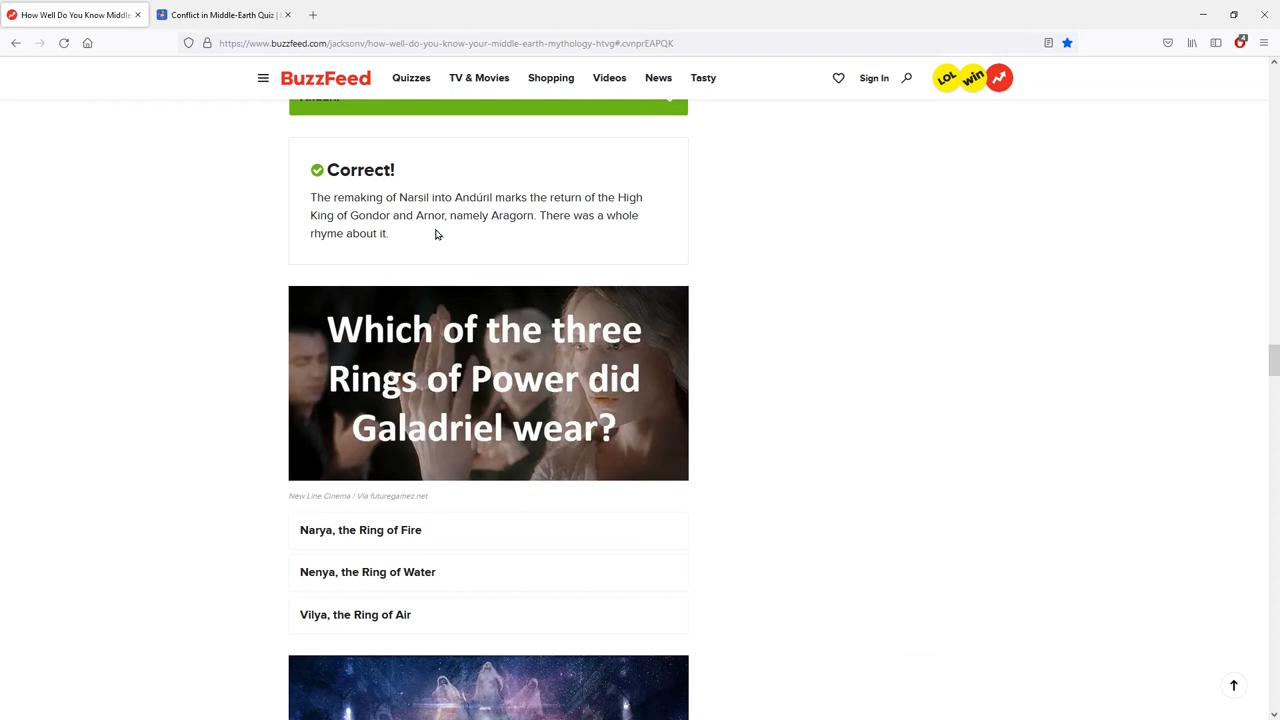 How Well Do You Know Middle-
Conflict in Middle-Earth Quiz |
https://www.buzzfeed.com/jacksonv/how-well-do-you-know-your-middle-earth-mythology-htvg#.cvnprEAPQK
4
BuzzFeed
Quizzes
TV & Movies
Shopping
Videos
News
Tasty
Sign In
LOL
win
Correct!
The remaking of Narsil into Andúril marks the return of the High
King of Gondor and Arnor, namely Aragorn. There was a whole
rhyme about it.
Which of the three
Rings of Power did
Galadriel wear?
New Line Cinema / Via futuregamez.net
Narya, the Ring of Fire
Nenya, the Ring of Water
Vilya, the Ring of Air